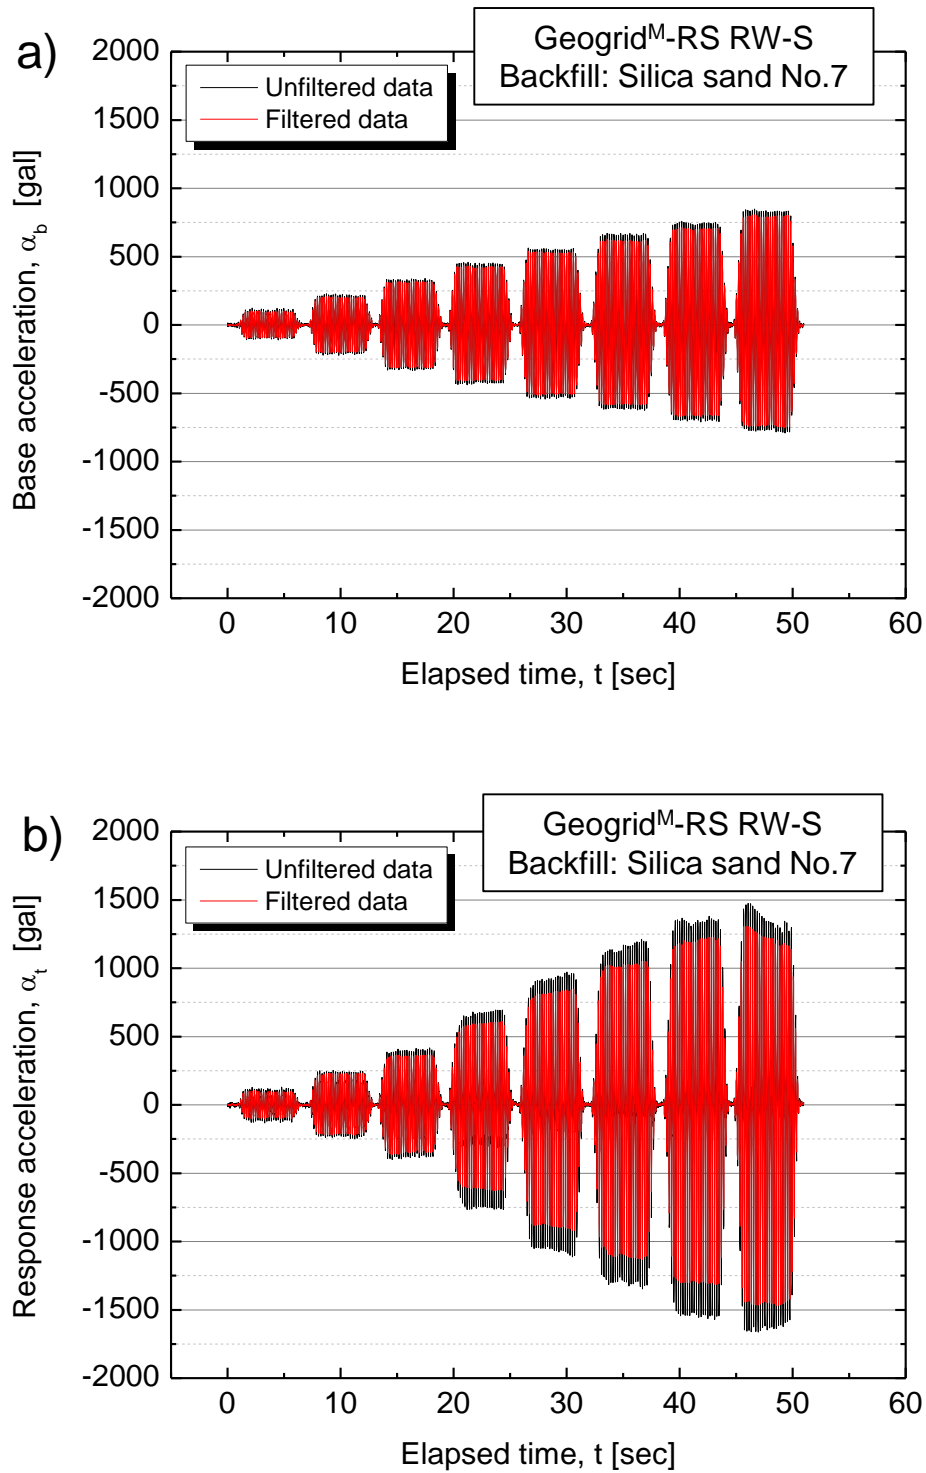 a)
Geogridᴹ-RS RW-S
Backfill: Silica sand No.7
Unfiltered data
Filtered data
Base acceleration, α_b [gal]
2000
1500
1000
500
0
-500
-1000
-1500
-2000
0 10 20 30 40 50 60
Elapsed time, t [sec]
b)
Geogridᴹ-RS RW-S
Backfill: Silica sand No.7
Unfiltered data
Filtered data
Response acceleration, α_t [gal]
2000
1500
1000
500
0
-500
-1000
-1500
-2000
0 10 20 30 40 50 60
Elapsed time, t [sec]